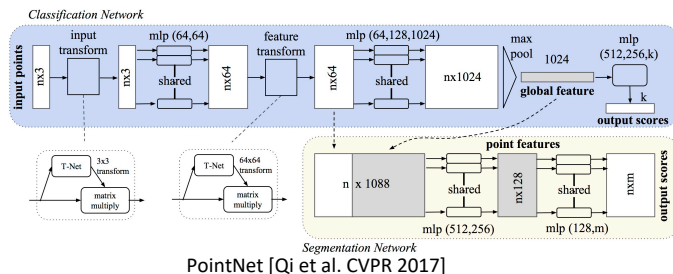 Classification Network
input points
nx3
input
transform
nx3
mlp (64,64)
shared
nx64
feature
transform
nx64
mlp (64,128,1024)
shared
nx1024
max
pool
1024
global feature
mlp
(512,256,k)
k
output scores
T-Net
3x3
transform
matrix
multiply
T-Net
64x64
transform
matrix
multiply
point features
n x 1088
shared
mlp (512,256)
nx128
shared
mlp (128,m)
nxm
output scores
Segmentation Network
PointNet [Qi et al. CVPR 2017]